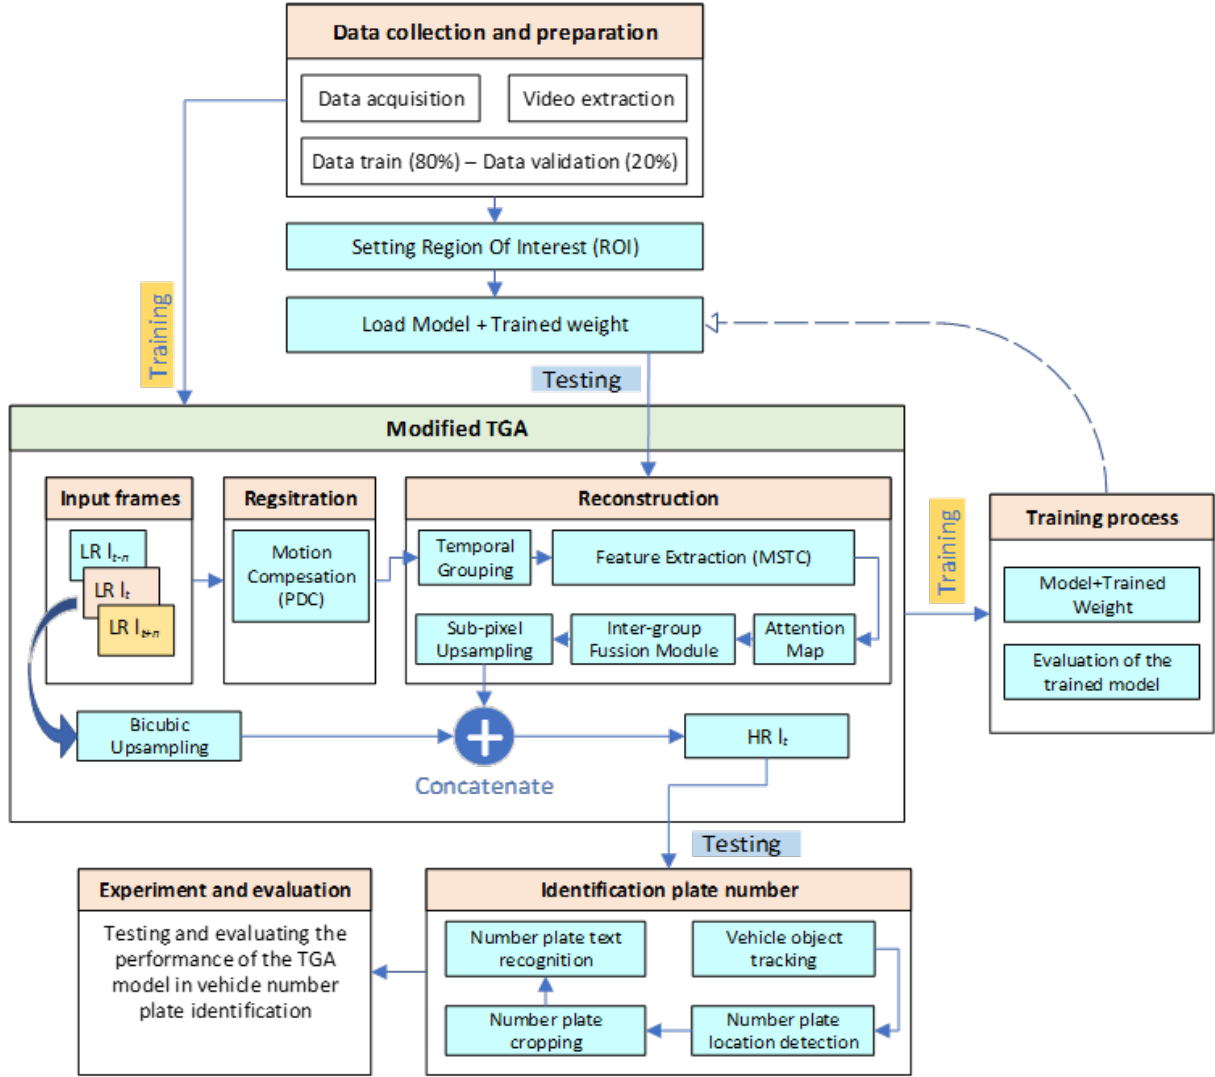 Data collection and preparation
Data acquisition
Video extraction
Data train (80%) – Data validation (20%)
Setting Region Of Interest (ROI)
Load Model + Trained weight
Training
Testing
Modified TGA
Input frames
LR I_{t-n}
LR I_t
LR I_{t+n}
Regsitration
Motion
Compesation
(PDC)
Reconstruction
Temporal
Grouping
Feature Extraction (MSTC)
Attention
Map
Inter-group
Fussion Module
Sub-pixel
Upsampling
Bicubic
Upsampling
Concatenate
HR I_t
Training
Training process
Model+Trained
Weight
Evaluation of the
trained model
Testing
Identification plate number
Vehicle object
tracking
Number plate
location detection
Number plate
cropping
Number plate text
recognition
Experiment and evaluation
Testing and evaluating the
performance of the TGA
model in vehicle number
plate identification